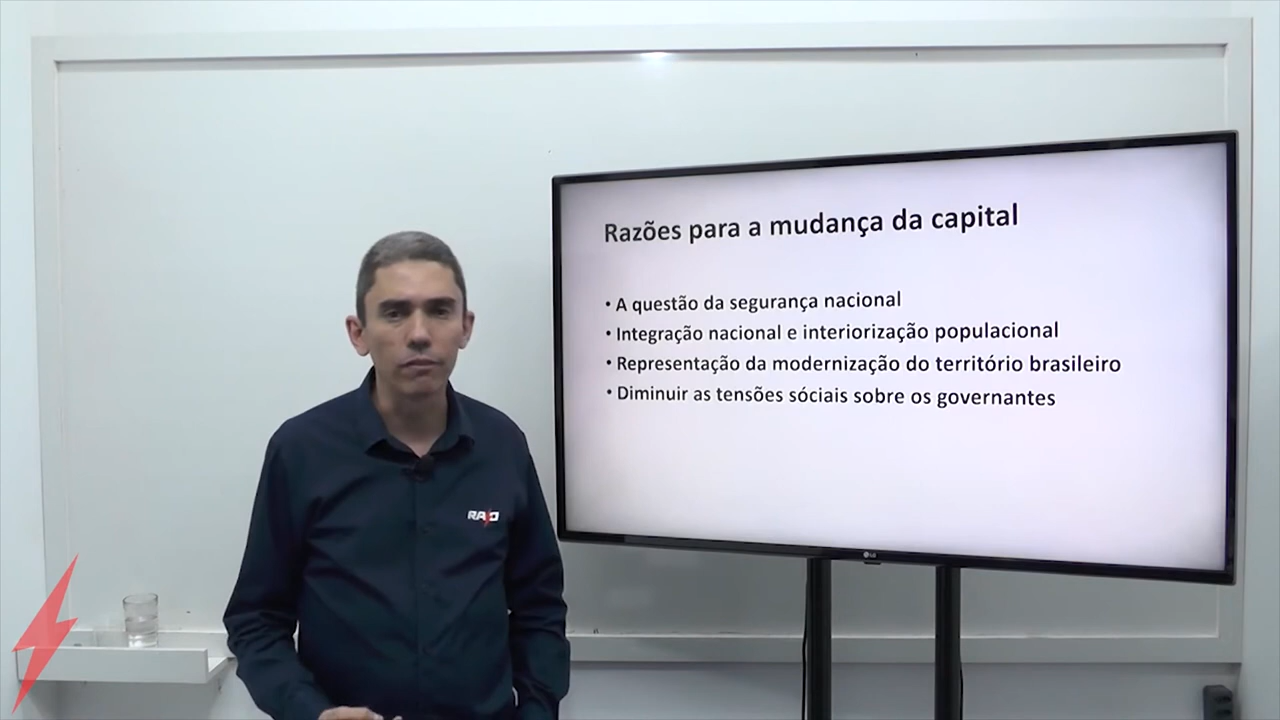 Razões para a mudança da capital
• A questão da segurança nacional
• Integração nacional e interiorização populacional
• Representação da modernização do território brasileiro
• Diminuir as tensões sóciais sobre os governantes
RAIO
LG